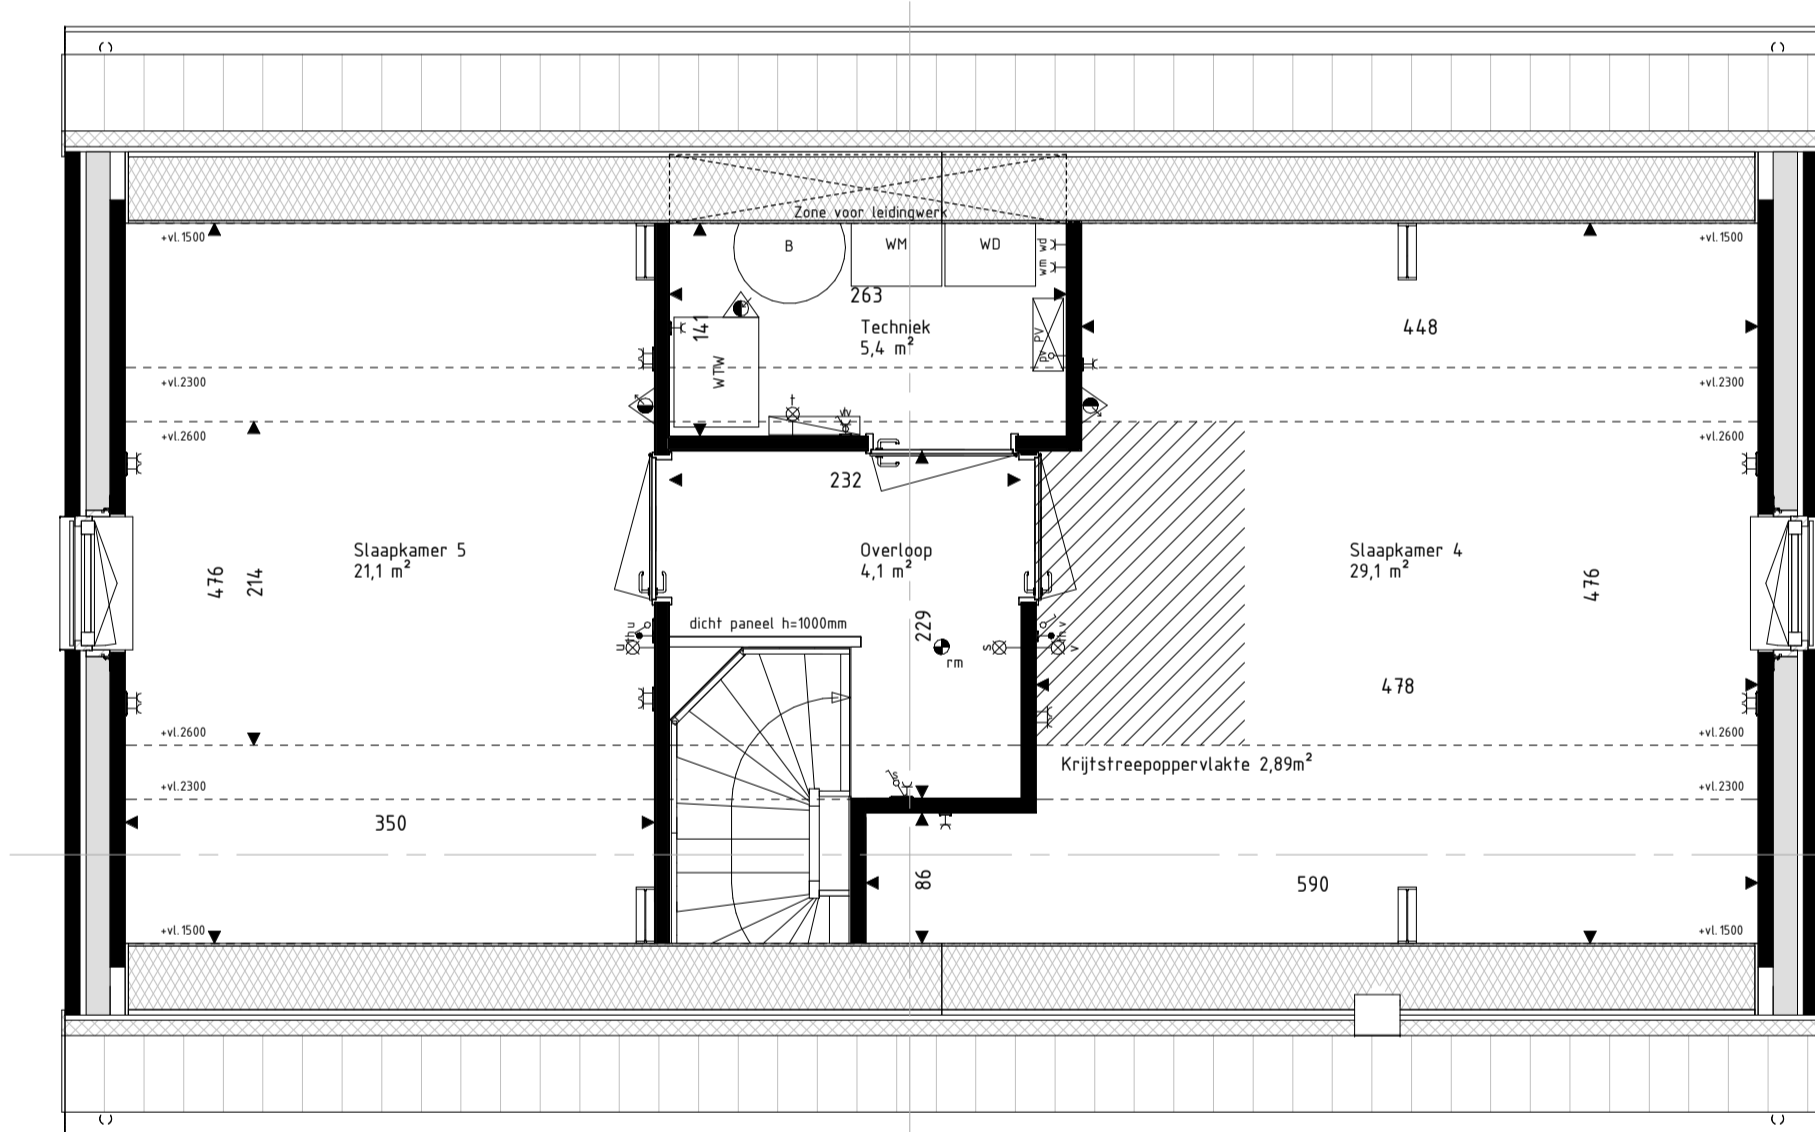 Zone voor leidingwerk
+vl.1500
+vl.1500
B
WM
WD
wm wd
263
141
Techniek
5,4 m²
448
pv PV
WTW
+vl.2300
+vl.2300
t
+vl.2600
+vl.2600
232
Slaapkamer 5
21,1 m²
Overloop
4,1 m²
Slaapkamer 4
29,1 m²
476
214
476
dicht paneel h=1000mm
229
u
u
s
v
v
rm
478
+vl.2600
+vl.2600
Krijtstreepoppervlakte 2,89m²
s
+vl.2300
+vl.2300
350
86
590
+vl.1500
+vl.1500